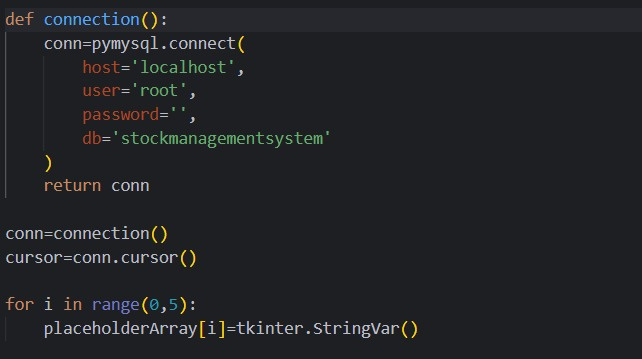 def connection():
    conn=pymysql.connect(
        host='localhost',
        user='root',
        password='',
        db='stockmanagementsystem'
    )
    return conn

conn=connection()
cursor=conn.cursor()

for i in range(0,5):
    placeholderArray[i]=tkinter.StringVar()